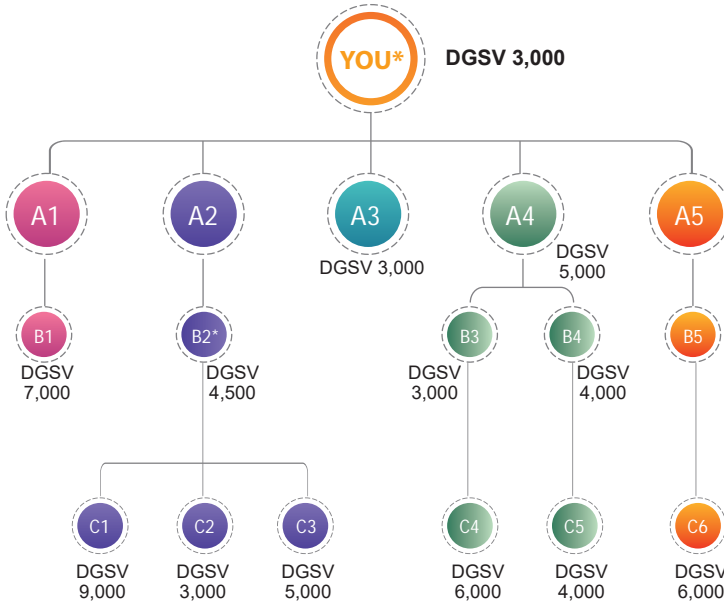 YOU*
DGSV 3,000
A1
A2
A3
A4
A5
DGSV 3,000
DGSV
5,000
B1
B2*
B3
B4
B5
DGSV
7,000
DGSV
4,500
DGSV
3,000
DGSV
4,000
C1
C2
C3
C4
C5
C6
DGSV
9,000
DGSV
3,000
DGSV
5,000
DGSV
6,000
DGSV
4,000
DGSV
6,000